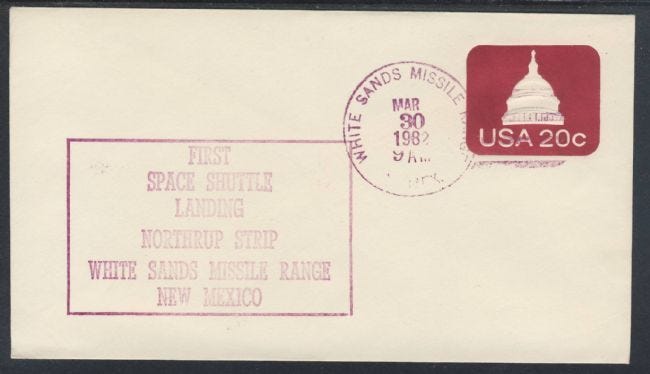 WHITE SANDS MISSILE
MAR
30
1982
9 AM
USA 20c
FIRST
SPACE SHUTTLE
LANDING
NORTHRUP STRIP
WHITE SANDS MISSILE RANGE
NEW MEXICO